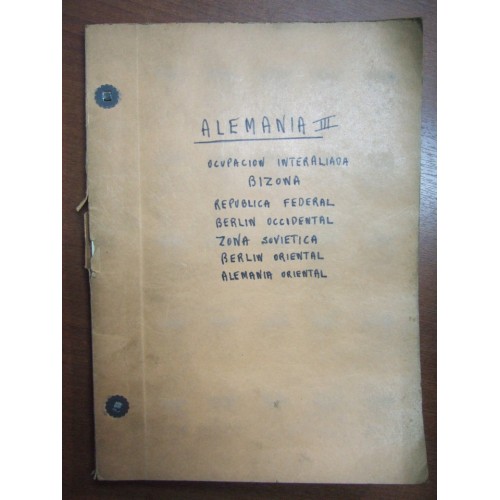 ALEMANIA III
OCUPACION INTERALIADA
BIZONA
REPUBLICA FEDERAL
BERLIN OCCIDENTAL
ZONA SOVIETICA
BERLIN ORIENTAL
ALEMANIA ORIENTAL